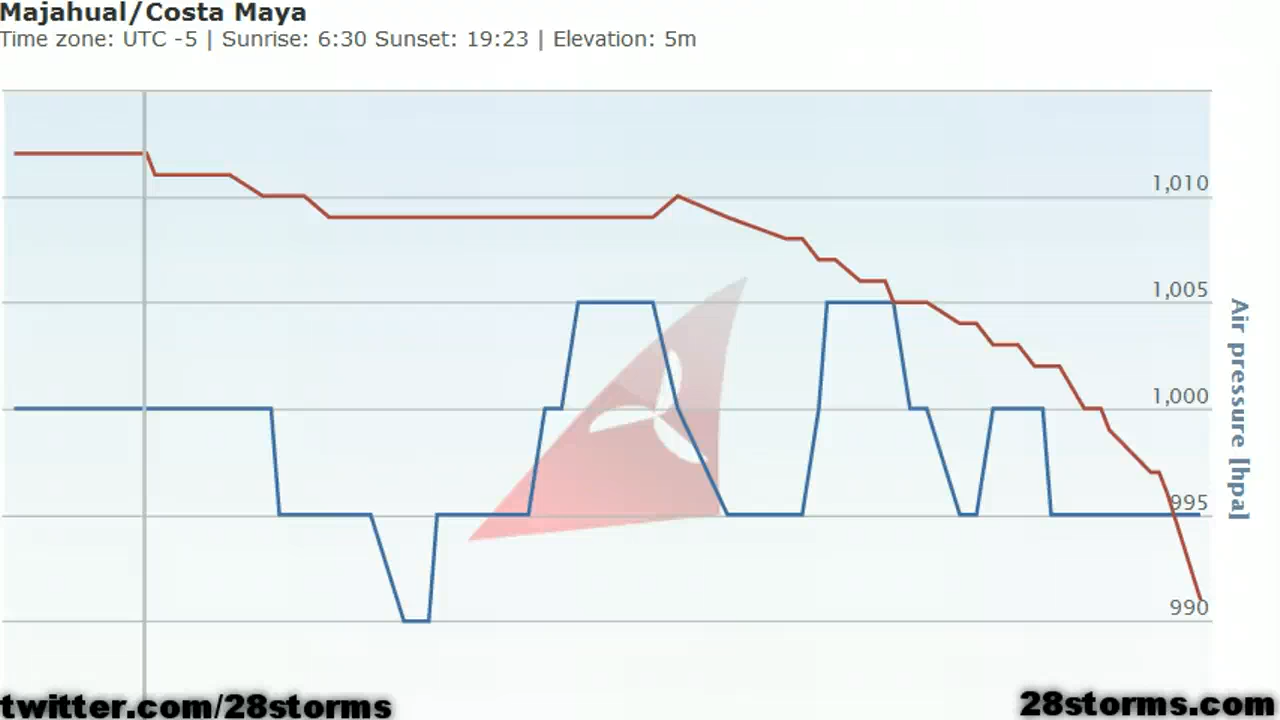 Majahual/Costa Maya
Time zone: UTC -5 | Sunrise: 6:30 Sunset: 19:23 | Elevation: 5m
1,010
1,005
1,000
995
990
Air pressure [hpa]
twitter.com/28storms
28storms.com